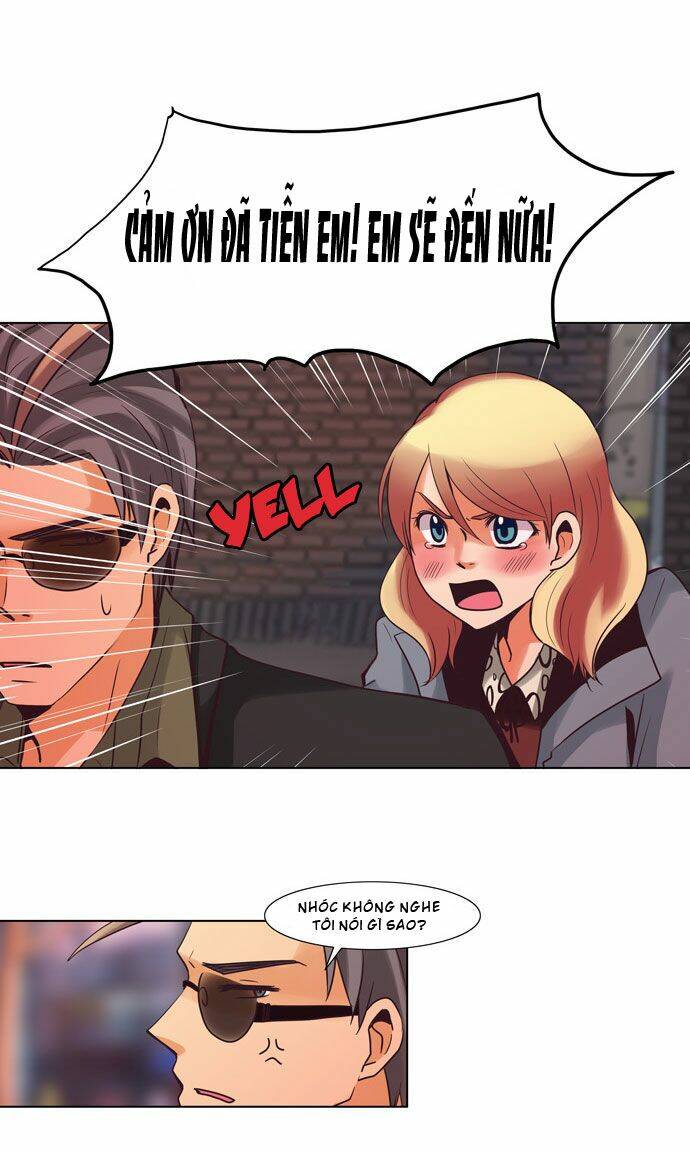 CẢM ƠN ĐÃ TIỄN EM! EM SẼ ĐẾN NỮA!
YELL
NHÓC KHÔNG NGHE
TÔI NÓI GÌ SAO?